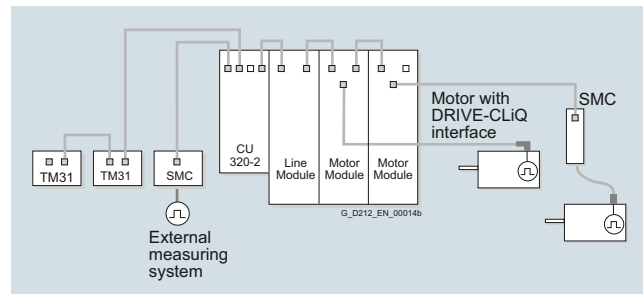 Motor with
DRIVE-CLiQ
interface
SMC
CU
320-2
Line
Module
Motor
Module
Motor
Module
TM31
TM31
SMC
G_D212_EN_00014b
External
measuring
system